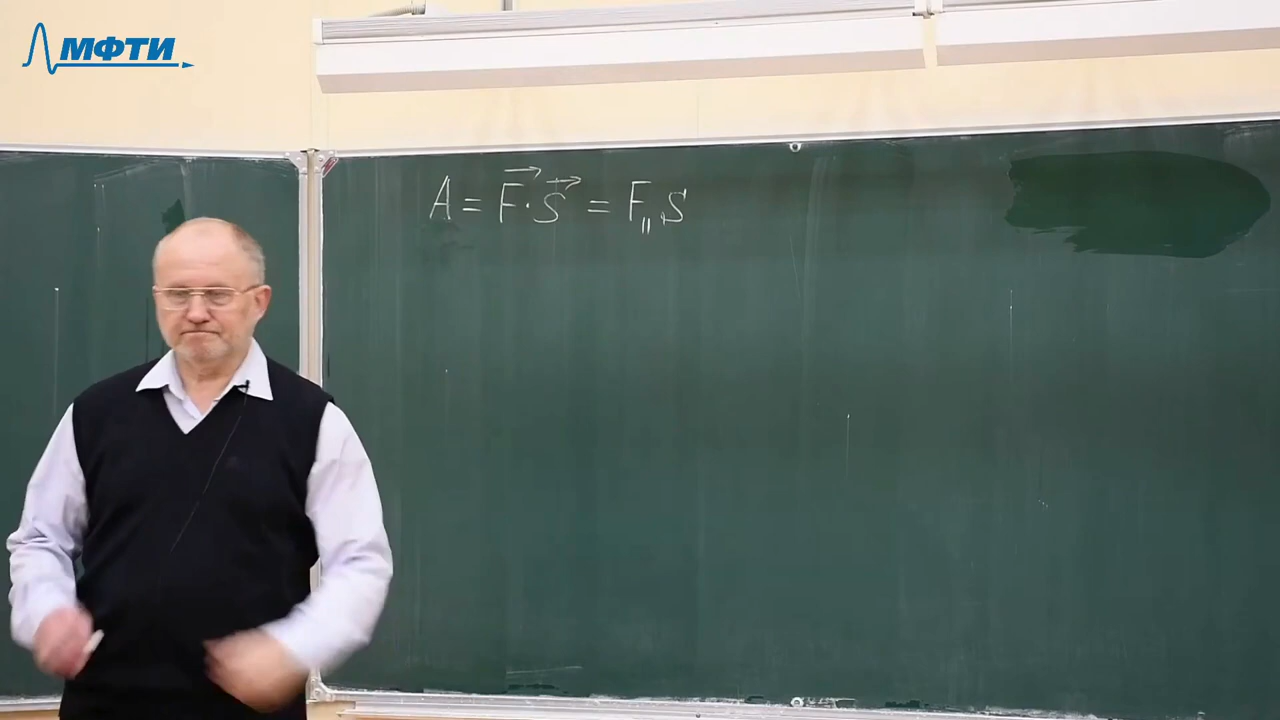 МФТИ
A = F⃗ · S⃗ = F∥ · S